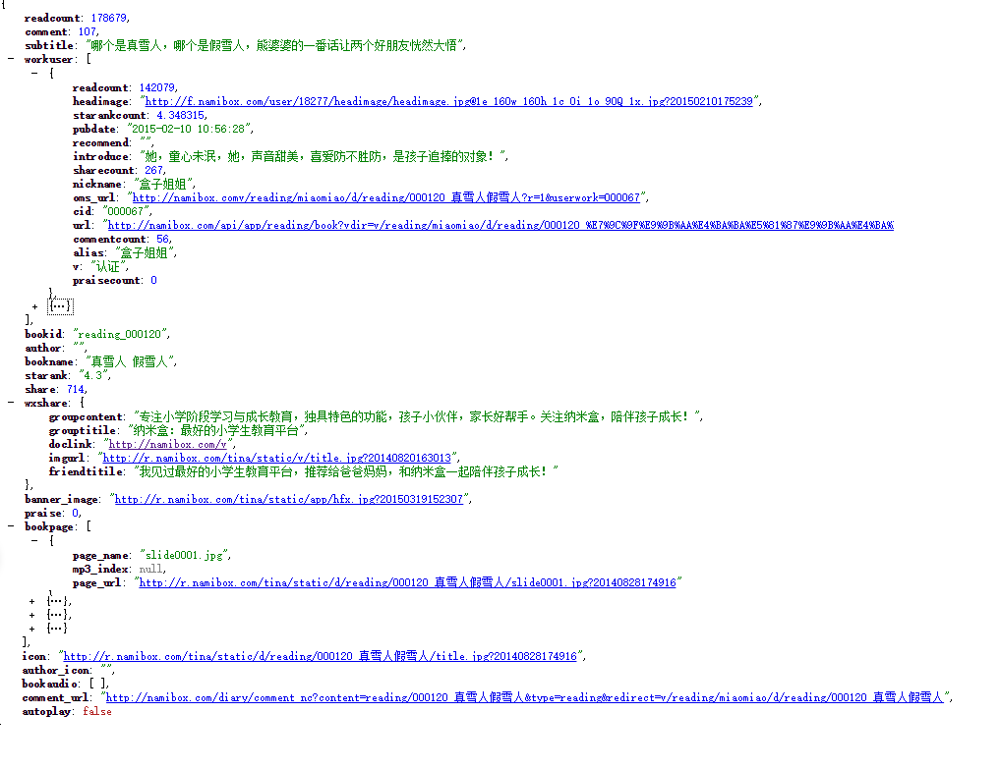 {
readcount: 178679,
comment: 107,
subtitle: "哪个是真雪人，哪个是假雪人，熊婆婆的一番话让两个好朋友恍然大悟",
- workuser: [
- {
readcount: 142079,
headimage: "http://f.namibox.com/user/18277/headimage/headimage.jpg@1e_160w_160h_1c_0i_1o_90Q_1x.jpg?20150210175239",
starankcount: 4.348315,
pubdate: "2015-02-10 10:56:28",
recommend: "",
introduce: "她，童心未泯，她，声音甜美，喜爱防不胜防，是孩子追捧的对象！",
sharecount: 267,
nickname: "盒子姐姐",
oms_url: "http://namibox.comv/reading/miaomiao/d/reading/000120_真雪人假雪人?r=1&userwork=000067",
cid: "000067",
url: "http://namibox.com/api/app/reading/book?vdir=v/reading/miaomiao/d/reading/000120_%E7%9C%9F%E9%9B%AA%E4%BA%BA%E5%81%87%E9%9B%AA%E4%BA%
commentcount: 56,
alias: "盒子姐姐",
v: "认证",
praisecount: 0
},
+ {…}
],
bookid: "reading_000120",
author: "",
bookname: "真雪人 假雪人",
starank: "4.3",
share: 714,
- wxshare: {
groupcontent: "专注小学阶段学习与成长教育，独具特色的功能，孩子小伙伴，家长好帮手。关注纳米盒，陪伴孩子成长！",
grouptitile: "纳米盒：最好的小学生教育平台",
doclink: "http://namibox.com/v",
imgurl: "http://r.namibox.com/tina/static/v/title.jpg?20140820163013",
friendtitile: "我见过最好的小学生教育平台，推荐给爸爸妈妈，和纳米盒一起陪伴孩子成长！"
},
banner_image: "http://r.namibox.com/tina/static/app/hfx.jpg?20150319152307",
praise: 0,
- bookpage: [
- {
page_name: "slide0001.jpg",
mp3_index: null,
page_url: "http://r.namibox.com/tina/static/d/reading/000120_真雪人假雪人/slide0001.jpg?20140828174916"
},
+ {…},
+ {…},
+ {…}
],
icon: "http://r.namibox.com/tina/static/d/reading/000120_真雪人假雪人/title.jpg?20140828174916",
author_icon: "",
bookaudio: [ ],
comment_url: "http://namibox.com/diary/comment_nc?content=reading/000120_真雪人假雪人&type=reading&redirect=v/reading/miaomiao/d/reading/000120_真雪人假雪人",
autoplay: false